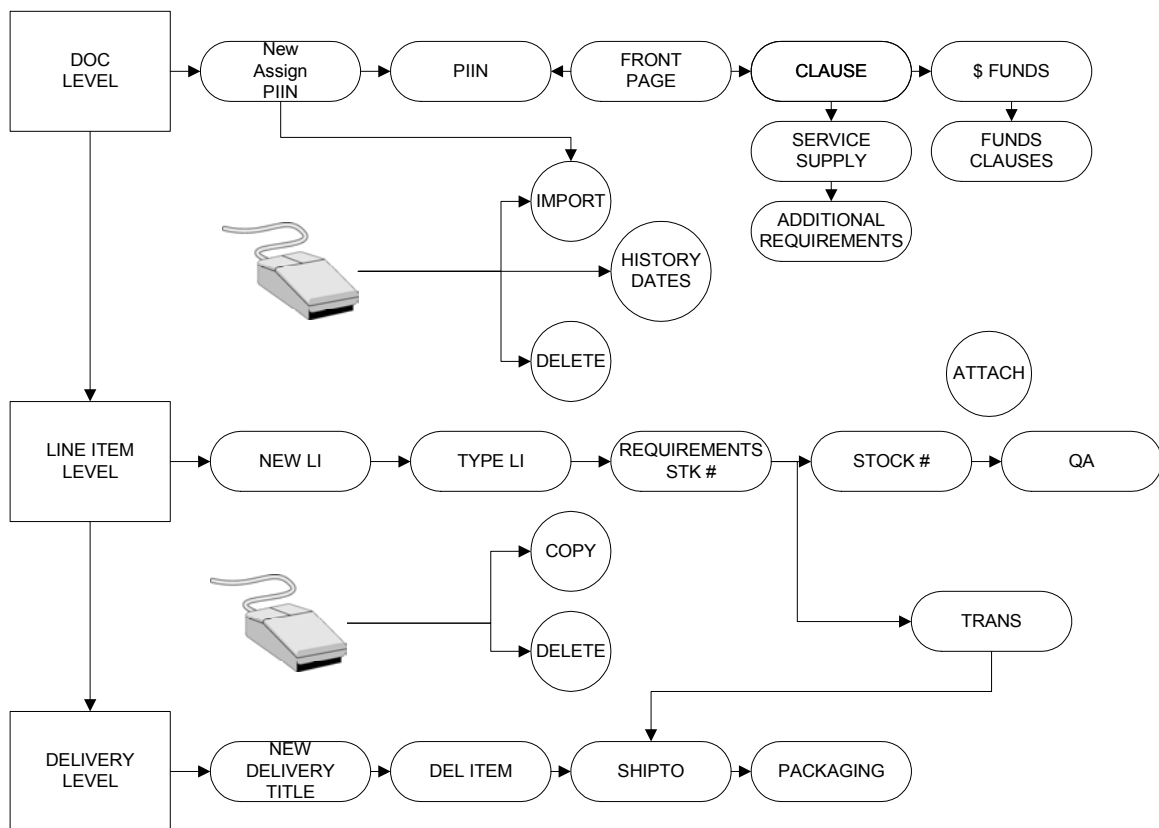 DOC
LEVEL
New
Assign
PIIN
PIIN
FRONT
PAGE
CLAUSE
$ FUNDS
SERVICE
SUPPLY
FUNDS
CLAUSES
ADDITIONAL
REQUIREMENTS
IMPORT
HISTORY
DATES
DELETE
ATTACH
LINE ITEM
LEVEL
NEW LI
TYPE LI
REQUIREMENTS
STK #
STOCK #
QA
COPY
DELETE
TRANS
DELIVERY
LEVEL
NEW
DELIVERY
TITLE
DEL ITEM
SHIPTO
PACKAGING